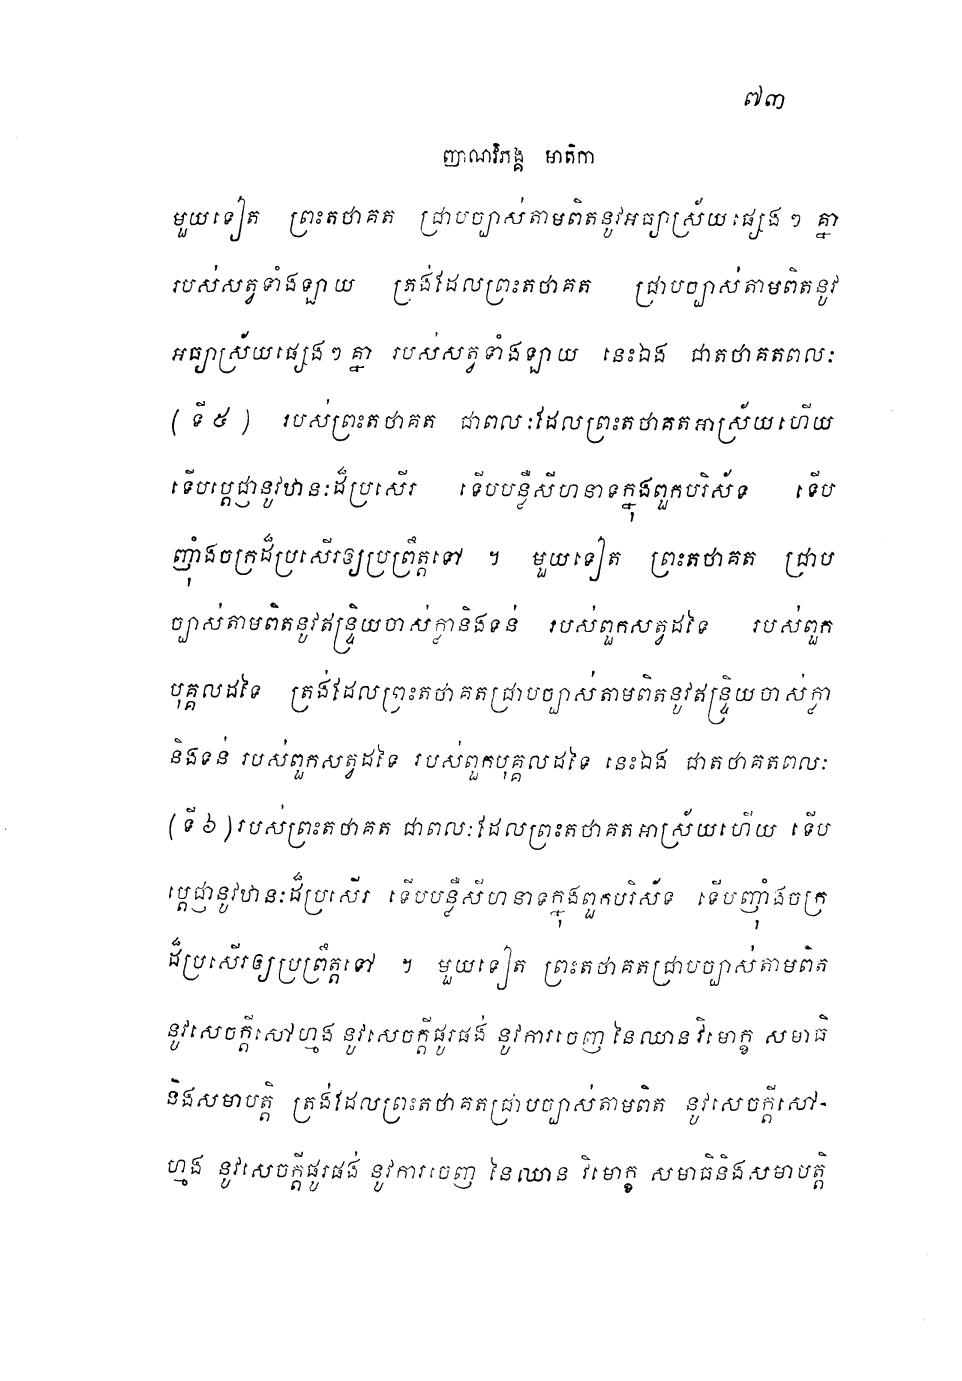 ៧៣
ញាណវិភង្គ មាតិកា
មួយទៀត ព្រះតថាគត ជ្រាបច្បាស់តាមពិតនូវអធ្យាស្រ័យផ្សេង ៗ គ្នា
របស់សត្វទាំងឡាយ ត្រង់ដែលព្រះតថាគត ជ្រាបច្បាស់តាមពិតនូវ
អធ្យាស្រ័យផ្សេង ៗ គ្នា របស់សត្វទាំងឡាយ នេះឯង ជាតថាគតពលៈ
( ទី ៥ ) របស់ព្រះតថាគត ជាពលៈដែលព្រះតថាគតអាស្រ័យហើយ
ទើបប្តេជ្ញានូវឋានៈដ៏ប្រសើរ ទើបបន្លឺសីហនាទក្នុងពួកបរិស័ទ ទើប
ញ៉ាំងចក្រដ៏ប្រសើរឲ្យប្រព្រឹត្តទៅ ។ មួយទៀត ព្រះតថាគត ជ្រាប
ច្បាស់តាមពិតនូវឥន្ទ្រិយចាស់ក្លានិងទន់ របស់ពួកសត្វដទៃ របស់ពួក
បុគ្គលដទៃ ត្រង់ដែលព្រះតថាគតជ្រាបច្បាស់តាមពិតនូវឥន្ទ្រិយចាស់ក្លា
និងទន់ របស់ពួកសត្វដទៃ របស់ពួកបុគ្គលដទៃ នេះឯង ជាតថាគតពលៈ
( ទី ៦ ) របស់ព្រះតថាគត ជាពលៈដែលព្រះតថាគតអាស្រ័យហើយ ទើប
ប្តេជ្ញានូវឋានៈដ៏ប្រសើរ ទើបបន្លឺសីហនាទក្នុងពួកបរិស័ទ ទើបញ៉ាំងចក្រ
ដ៏ប្រសើរឲ្យប្រព្រឹត្តទៅ ។ មួយទៀត ព្រះតថាគតជ្រាបច្បាស់តាមពិត
នូវសេចក្តីសៅហ្មង នូវសេចក្តីផូរផង់ នូវការចេញ នៃឈានវិមោក្ខ សមាធិ
និងសមាបត្តិ ត្រង់ដែលព្រះតថាគតជ្រាបច្បាស់តាមពិត នូវសេចក្តីសៅ-
ហ្មង នូវសេចក្តីផូរផង់ នូវការចេញ នៃឈាន វិមោក្ខ សមាធិនិងសមាបត្តិ